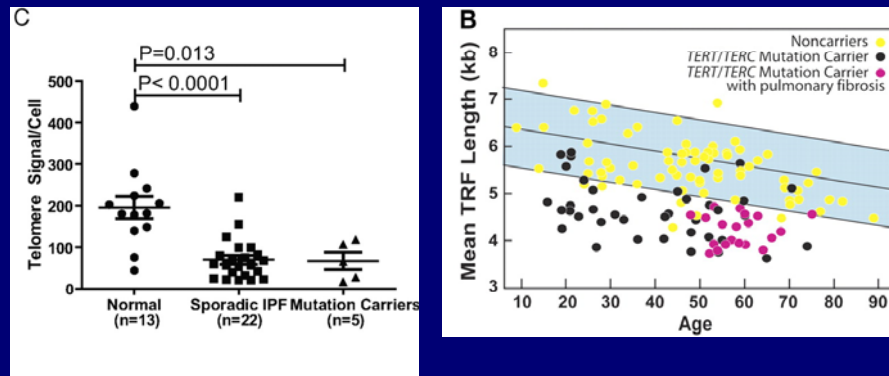 C
P=0.013
P< 0.0001
Telomere Signal/Cell
500
400
300
200
100
0
Normal
(n=13)
Sporadic IPF
(n=22)
Mutation Carriers
(n=5)
B
Noncarriers
TERT/TERC Mutation Carrier
TERT/TERC Mutation Carrier
with pulmonary fibrosis
Mean TRF Length (kb)
8
7
6
5
4
3
10 20 30 40 50 60 70 80 90
Age